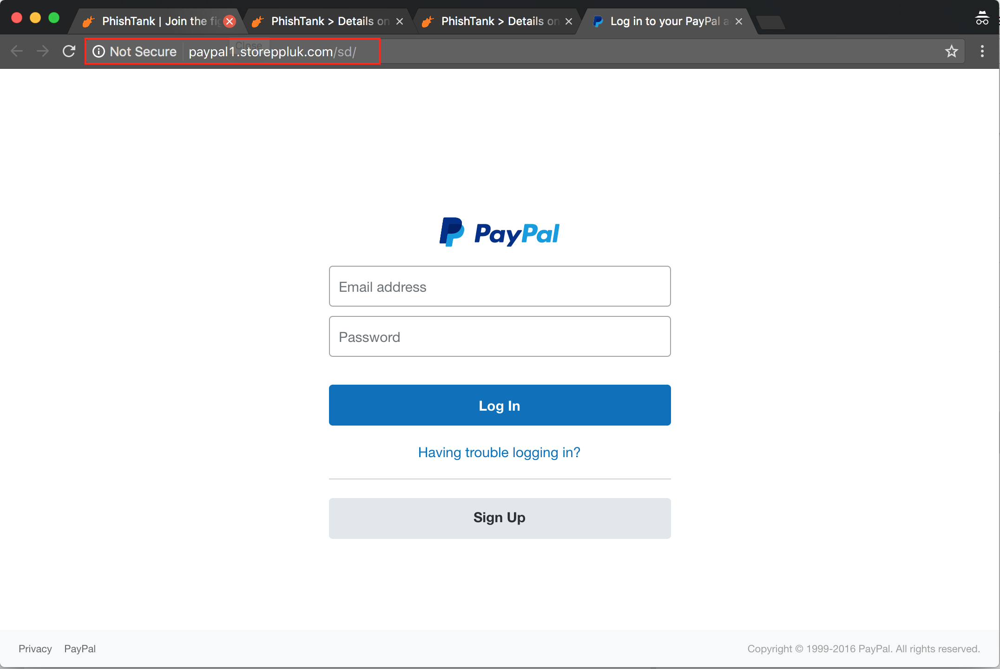 PhishTank | Join the fig
PhishTank > Details on
PhishTank > Details on
Log in to your PayPal a
Close
Not Secure
paypal1.storeppluk.com/sd/
PayPal
Email address
Password
Log In
Having trouble logging in?
Sign Up
Privacy PayPal
Copyright © 1999-2016 PayPal. All rights reserved.